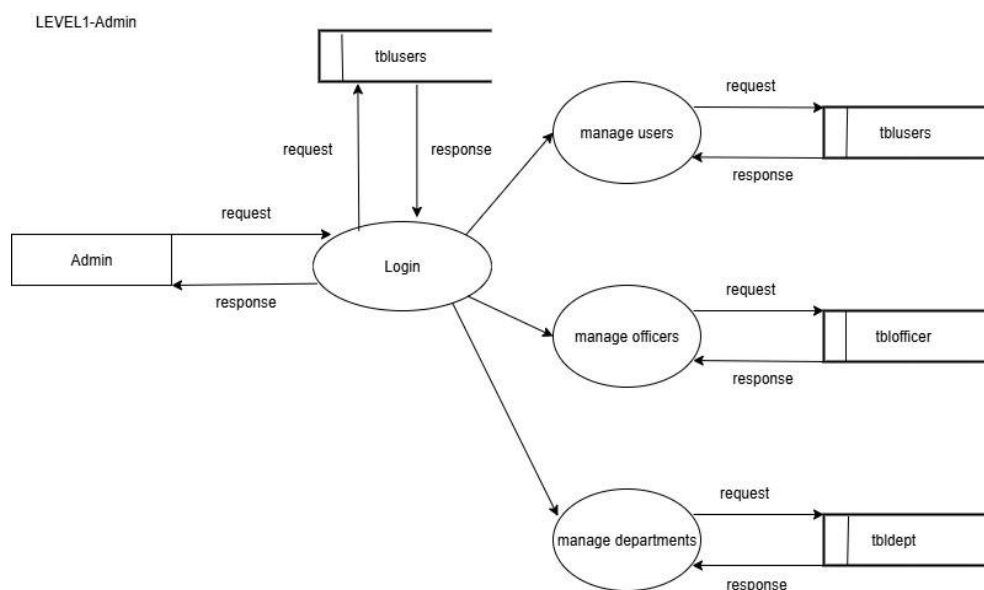 LEVEL1-Admin
tblusers
request
response
request
Admin
response
Login
manage users
request
tblusers
response
manage officers
request
tblofficer
response
manage departments
request
tbldept
response